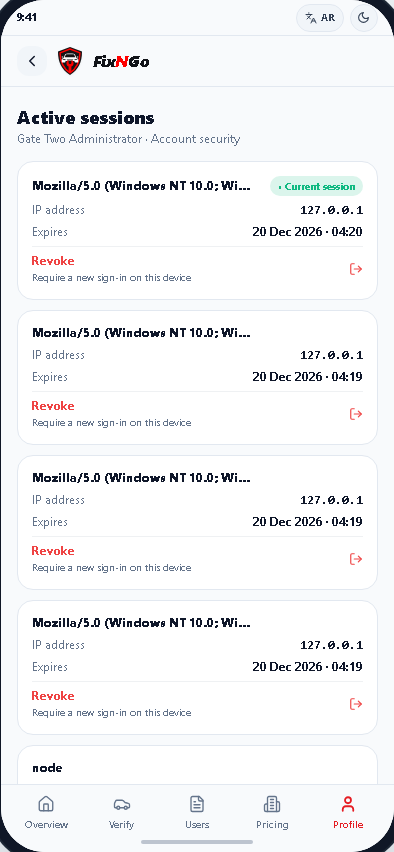 9:41
AR
FixNGo
Active sessions
Gate Two Administrator · Account security
Mozilla/5.0 (Windows NT 10.0; Wi...
• Current session
IP address 127.0.0.1
Expires 20 Dec 2026 · 04:20
Revoke
Require a new sign-in on this device
Mozilla/5.0 (Windows NT 10.0; Wi...
IP address 127.0.0.1
Expires 20 Dec 2026 · 04:19
Revoke
Require a new sign-in on this device
Mozilla/5.0 (Windows NT 10.0; Wi...
IP address 127.0.0.1
Expires 20 Dec 2026 · 04:19
Revoke
Require a new sign-in on this device
Mozilla/5.0 (Windows NT 10.0; Wi...
IP address 127.0.0.1
Expires 20 Dec 2026 · 04:19
Revoke
Require a new sign-in on this device
node
Overview Verify Users Pricing Profile